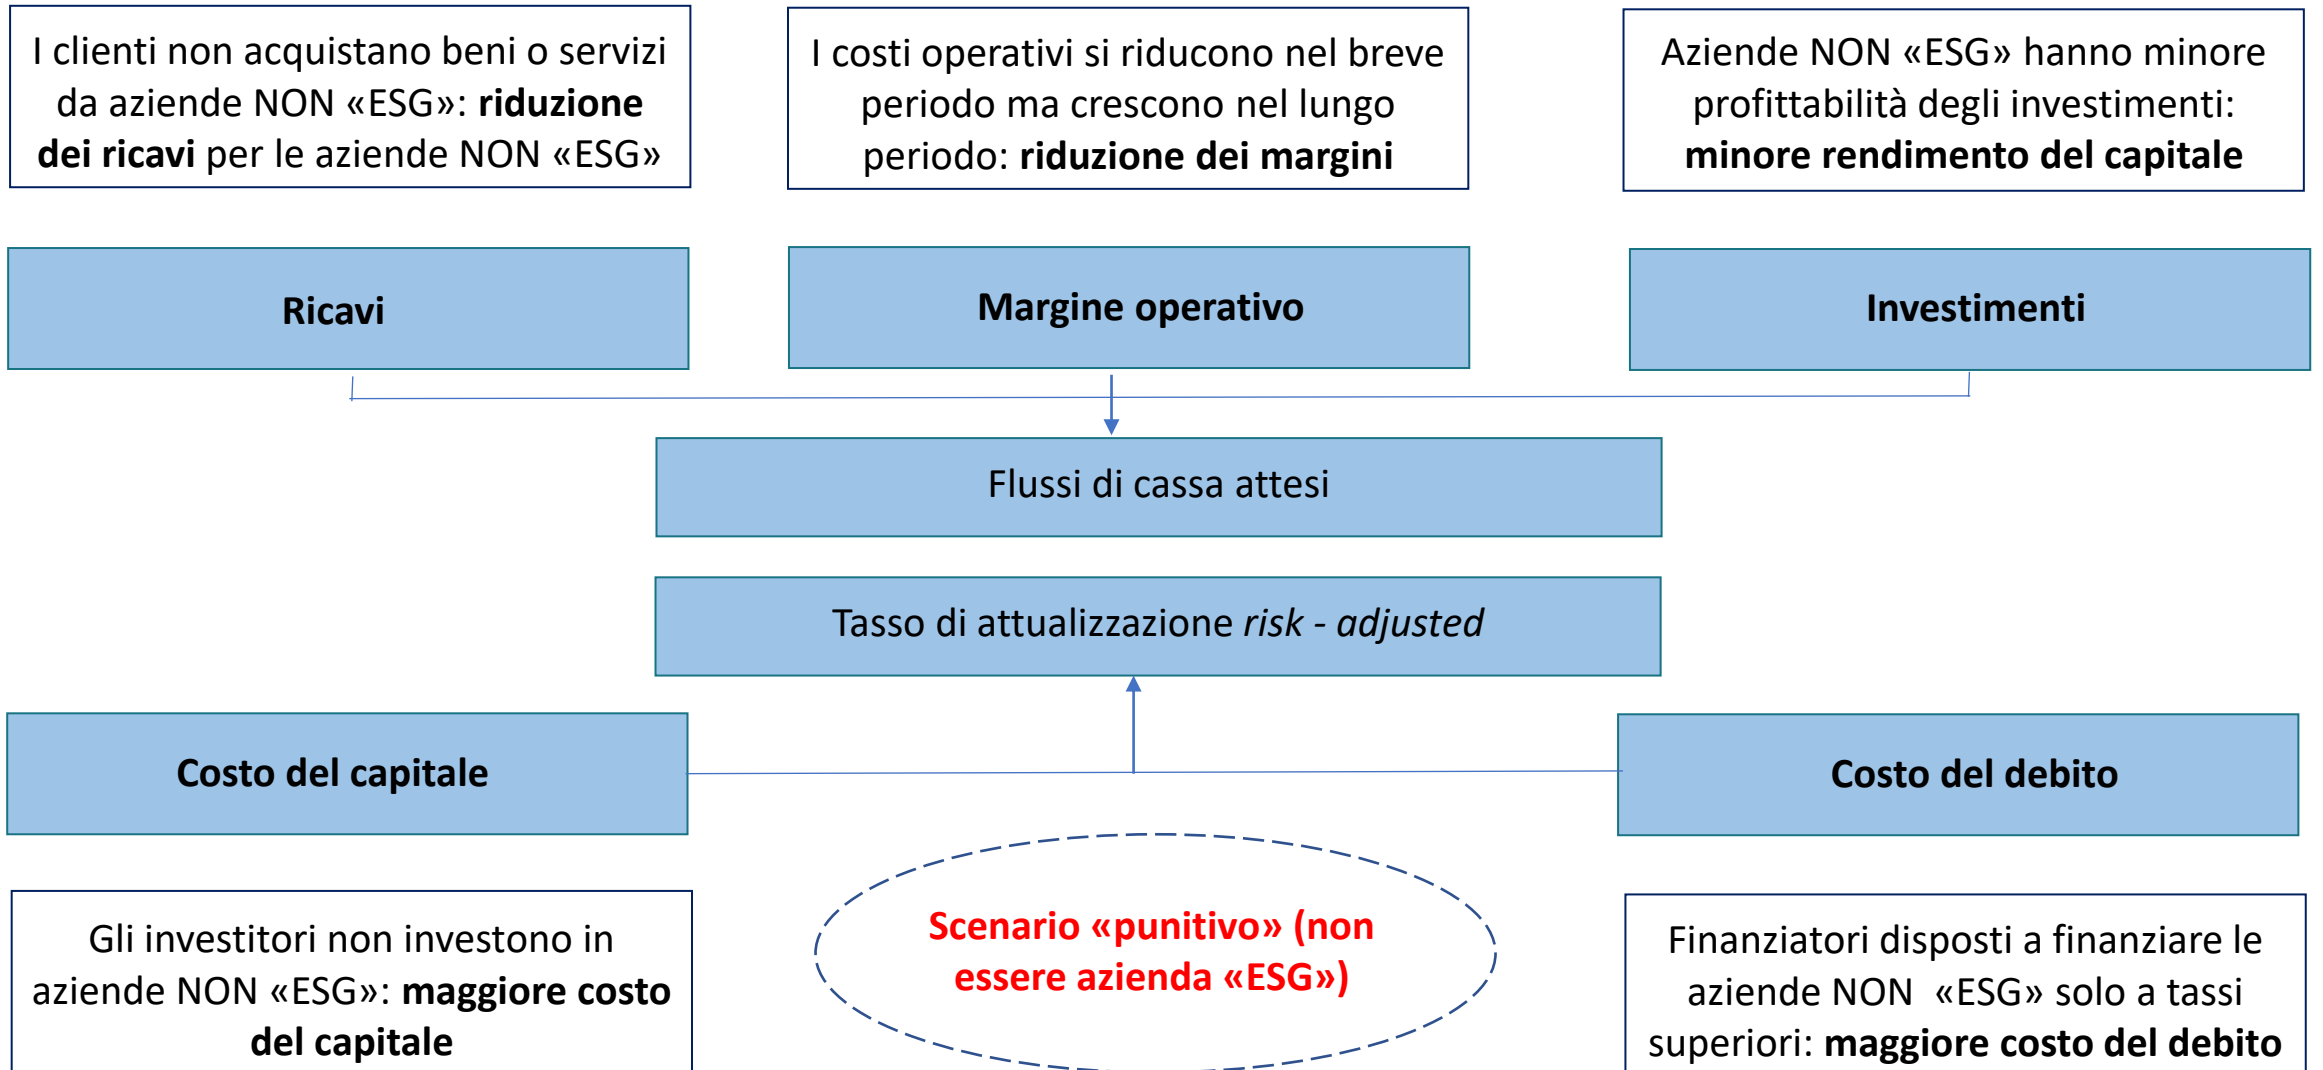 I clienti non acquistano beni o servizi
da aziende NON «ESG»: riduzione
dei ricavi per le aziende NON «ESG»
I costi operativi si riducono nel breve
periodo ma crescono nel lungo
periodo: riduzione dei margini
Aziende NON «ESG» hanno minore
profittabilità degli investimenti:
minore rendimento del capitale
Ricavi
Margine operativo
Investimenti
Flussi di cassa attesi
Tasso di attualizzazione risk - adjusted
Costo del capitale
Costo del debito
Gli investitori non investono in
aziende NON «ESG»: maggiore costo
del capitale
Scenario «punitivo» (non
essere azienda «ESG»)
Finanziatori disposti a finanziare le
aziende NON «ESG» solo a tassi
superiori: maggiore costo del debito